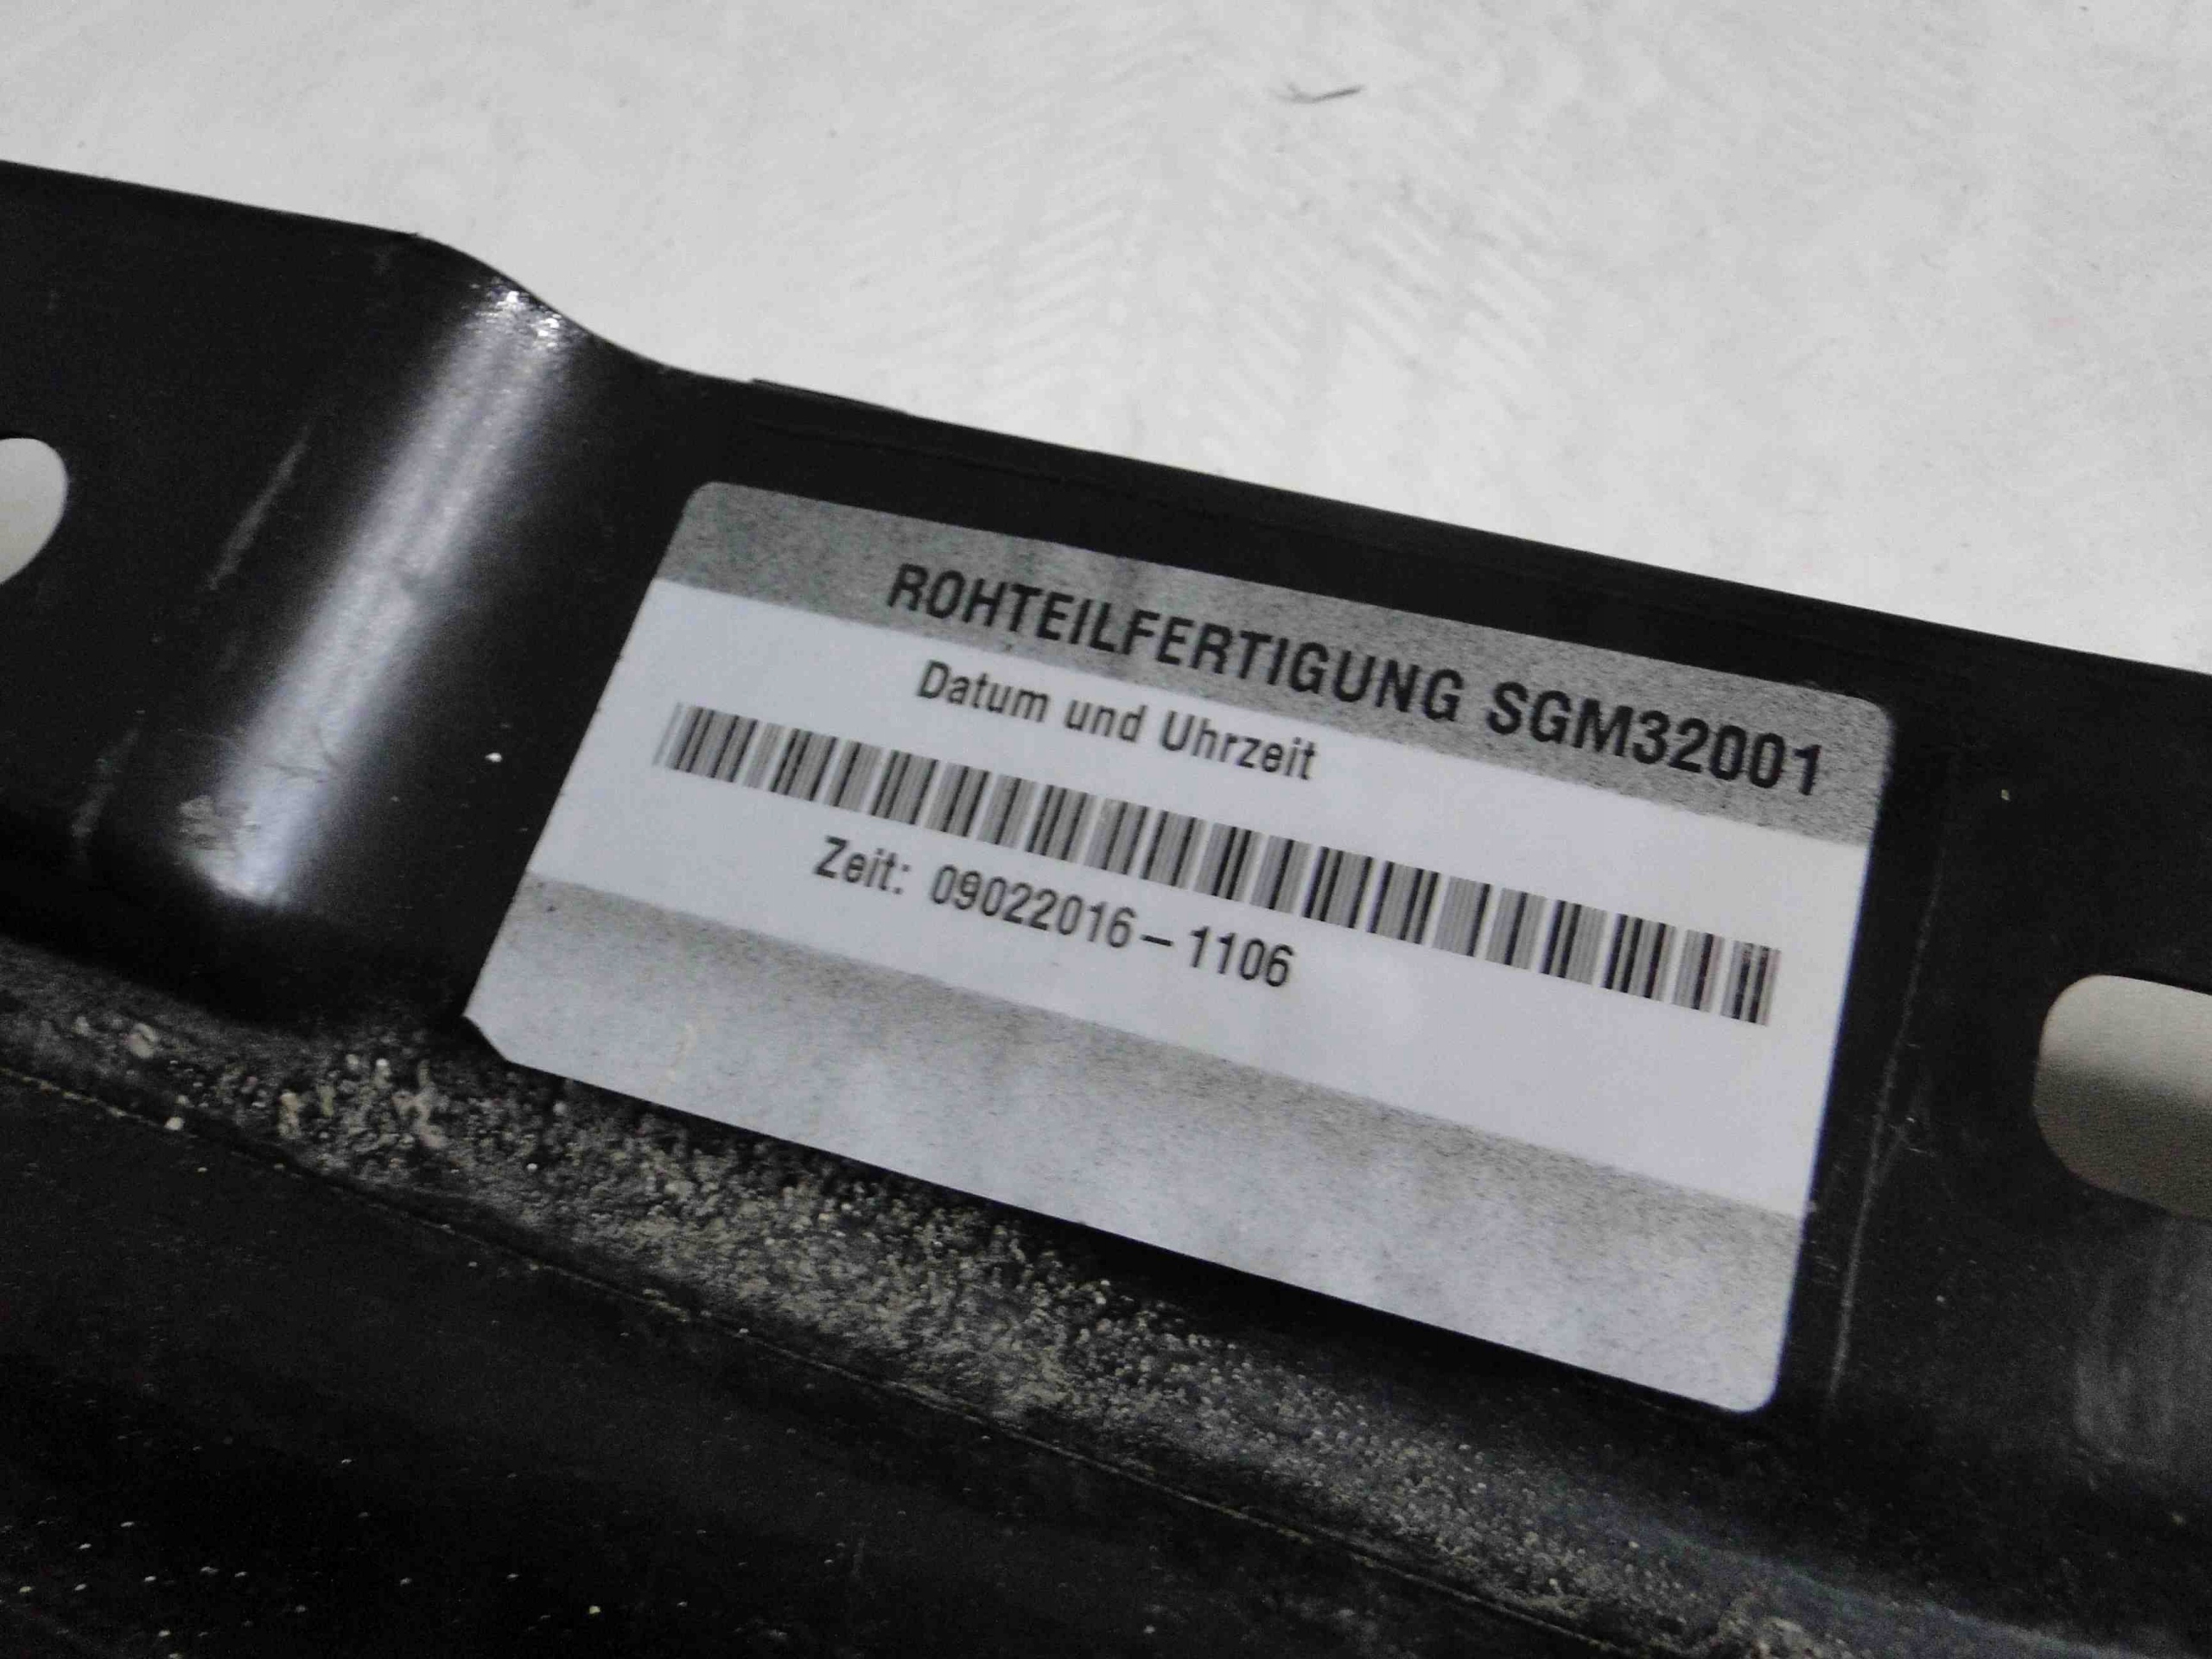 ROHTEILFERTIGUNG SGM32001
Datum und Uhrzeit
Zeit: 09022016-1106